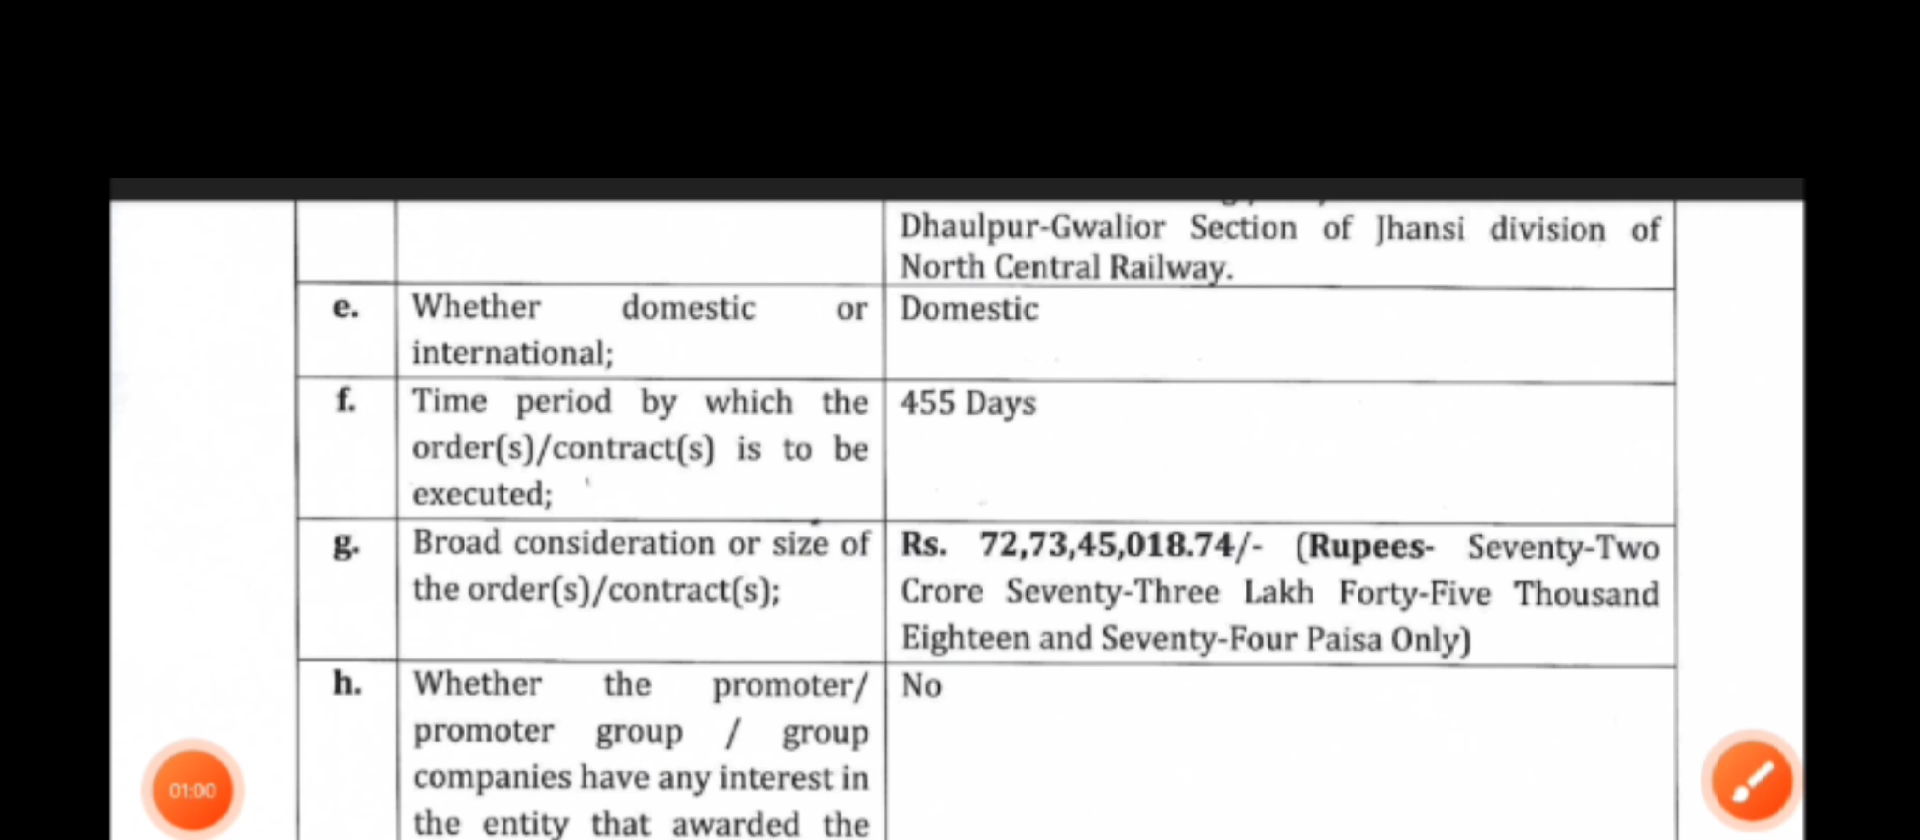 Dhaulpur-Gwalior Section of Jhansi division of
North Central Railway.
e. Whether domestic or Domestic
international;
f. Time period by which the 455 Days
order(s)/contract(s) is to be
executed;
g. Broad consideration or size of Rs. 72,73,45,018.74/- (Rupees- Seventy-Two
the order(s)/contract(s); Crore Seventy-Three Lakh Forty-Five Thousand
Eighteen and Seventy-Four Paisa Only)
h. Whether the promoter/ No
promoter group / group
companies have any interest in
the entity that awarded the
01:00